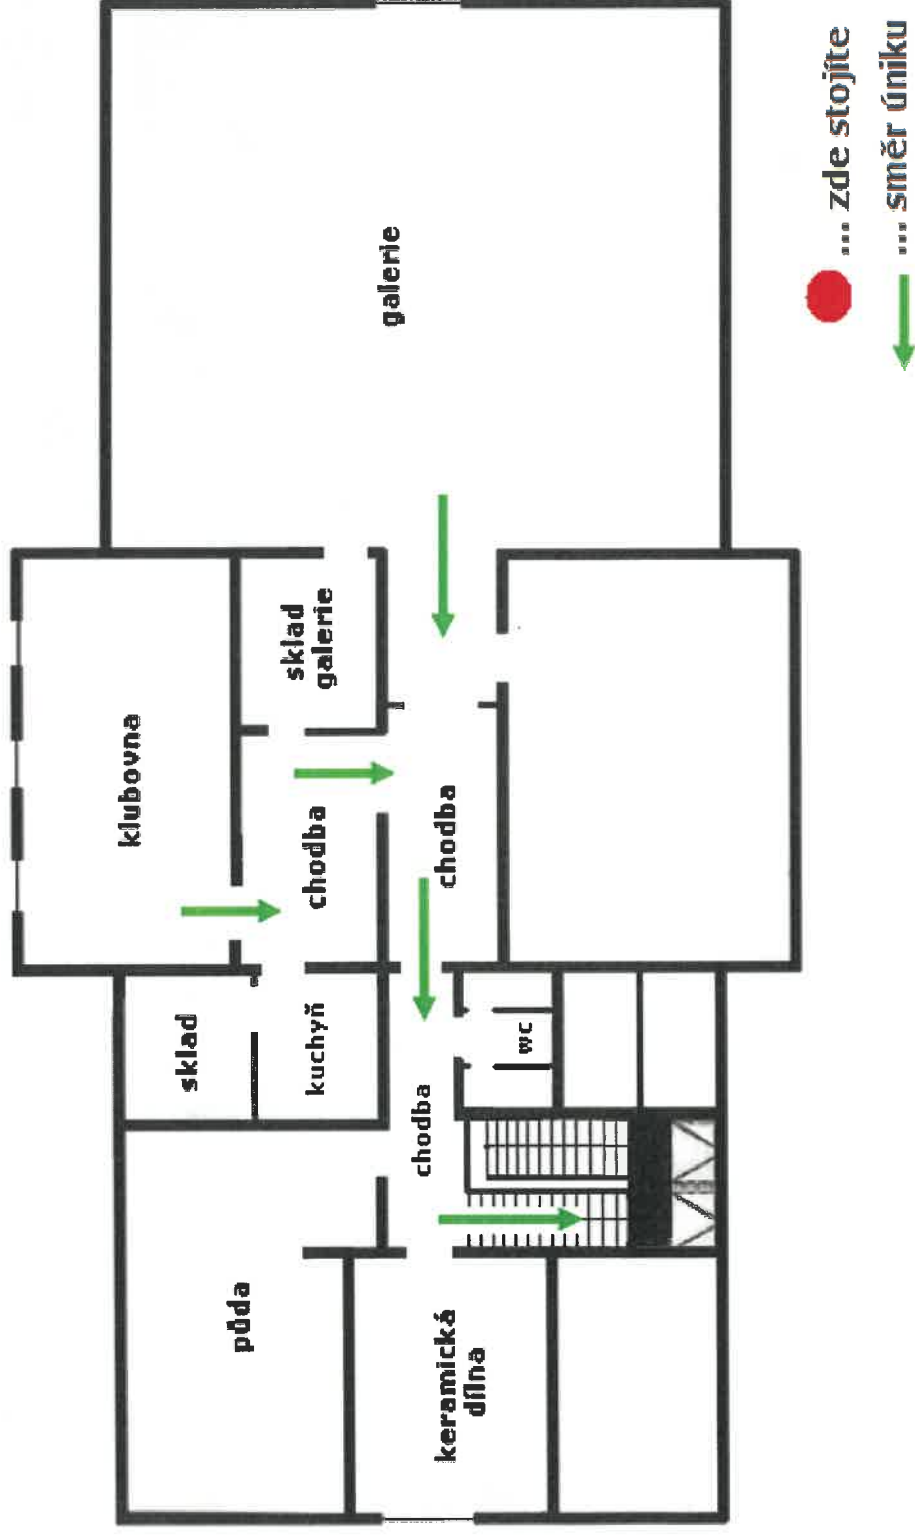 klubovna
galerie
sklad
galerie
chodba
chodba
sklad
kuchyň
chodba
wc
půda
keramická
dílna
... zde stojíte
... směr úniku